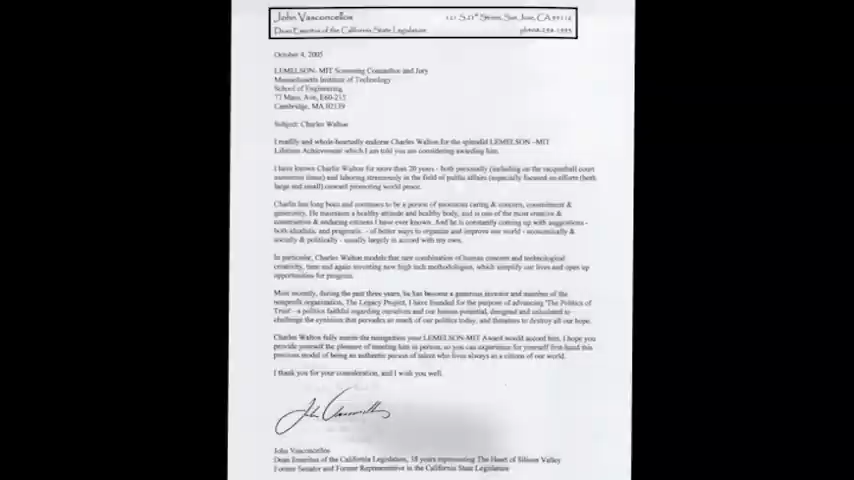 John Vasconcellos
Dean Emeritus of the California State Legislature
San Jose, CA
October 4, 2005
LEMELSON- MIT Screening Committee and Jury
Massachusetts Institute of Technology
School of Engineering
77 Mass. Ave, E60-215
Cambridge, MA 02139
Subject: Charles Walton
I readily and whole-heartedly endorse Charles Walton for the splendid LEMELSON -MIT
Lifetime Achievement which I am told you are considering awarding him.
I have known Charlie Walton for more than 20 years - both personally (including on the racquetball court
numerous times) and laboring strenuously in the field of public affairs (especially focused on efforts (both
large and small) toward promoting world peace.
Charlie has long been and continues to be a person of enormous caring & concern, commitment &
generosity. He maintains a healthy attitude and healthy body, and is one of the most creative &
constructive & enduring citizens I have ever known. And he is constantly coming up with suggestions -
both idealistic, and pragmatic. - of better ways to organize and improve our world - economically &
socially & politically - usually largely in accord with my own.
In particular, Charles Walton models that rare combination of human concern and technological
creativity, time and again inventing new high tech methodologies, which simplify our lives and open up
opportunities for progress.
Most recently, during the past three years, he has become a generous investor and member of the
nonprofit organization, The Legacy Project, I have founded for the purpose of advancing 'The Politics of
Trust' - a politics faithful regarding ourselves and our human potential, designed and calculated to
challenge the cynicism that pervades so much of our politics today, and threatens to destroy all our hope.
Charles Walton fully merits the recognition your LEMELSON-MIT Award would accord him. I hope you
provide yourself the pleasure of meeting him in person, so you can experience for yourself first-hand this
precious model of being an authentic person of talent who lives always as a citizen of our world.
I thank you for your consideration, and I wish you well.
John Vasconcellos
John Vasconcellos
Dean Emeritus of the California Legislature, 38 years representing The Heart of Silicon Valley
Former Senator and Former Representative in the California State Legislature